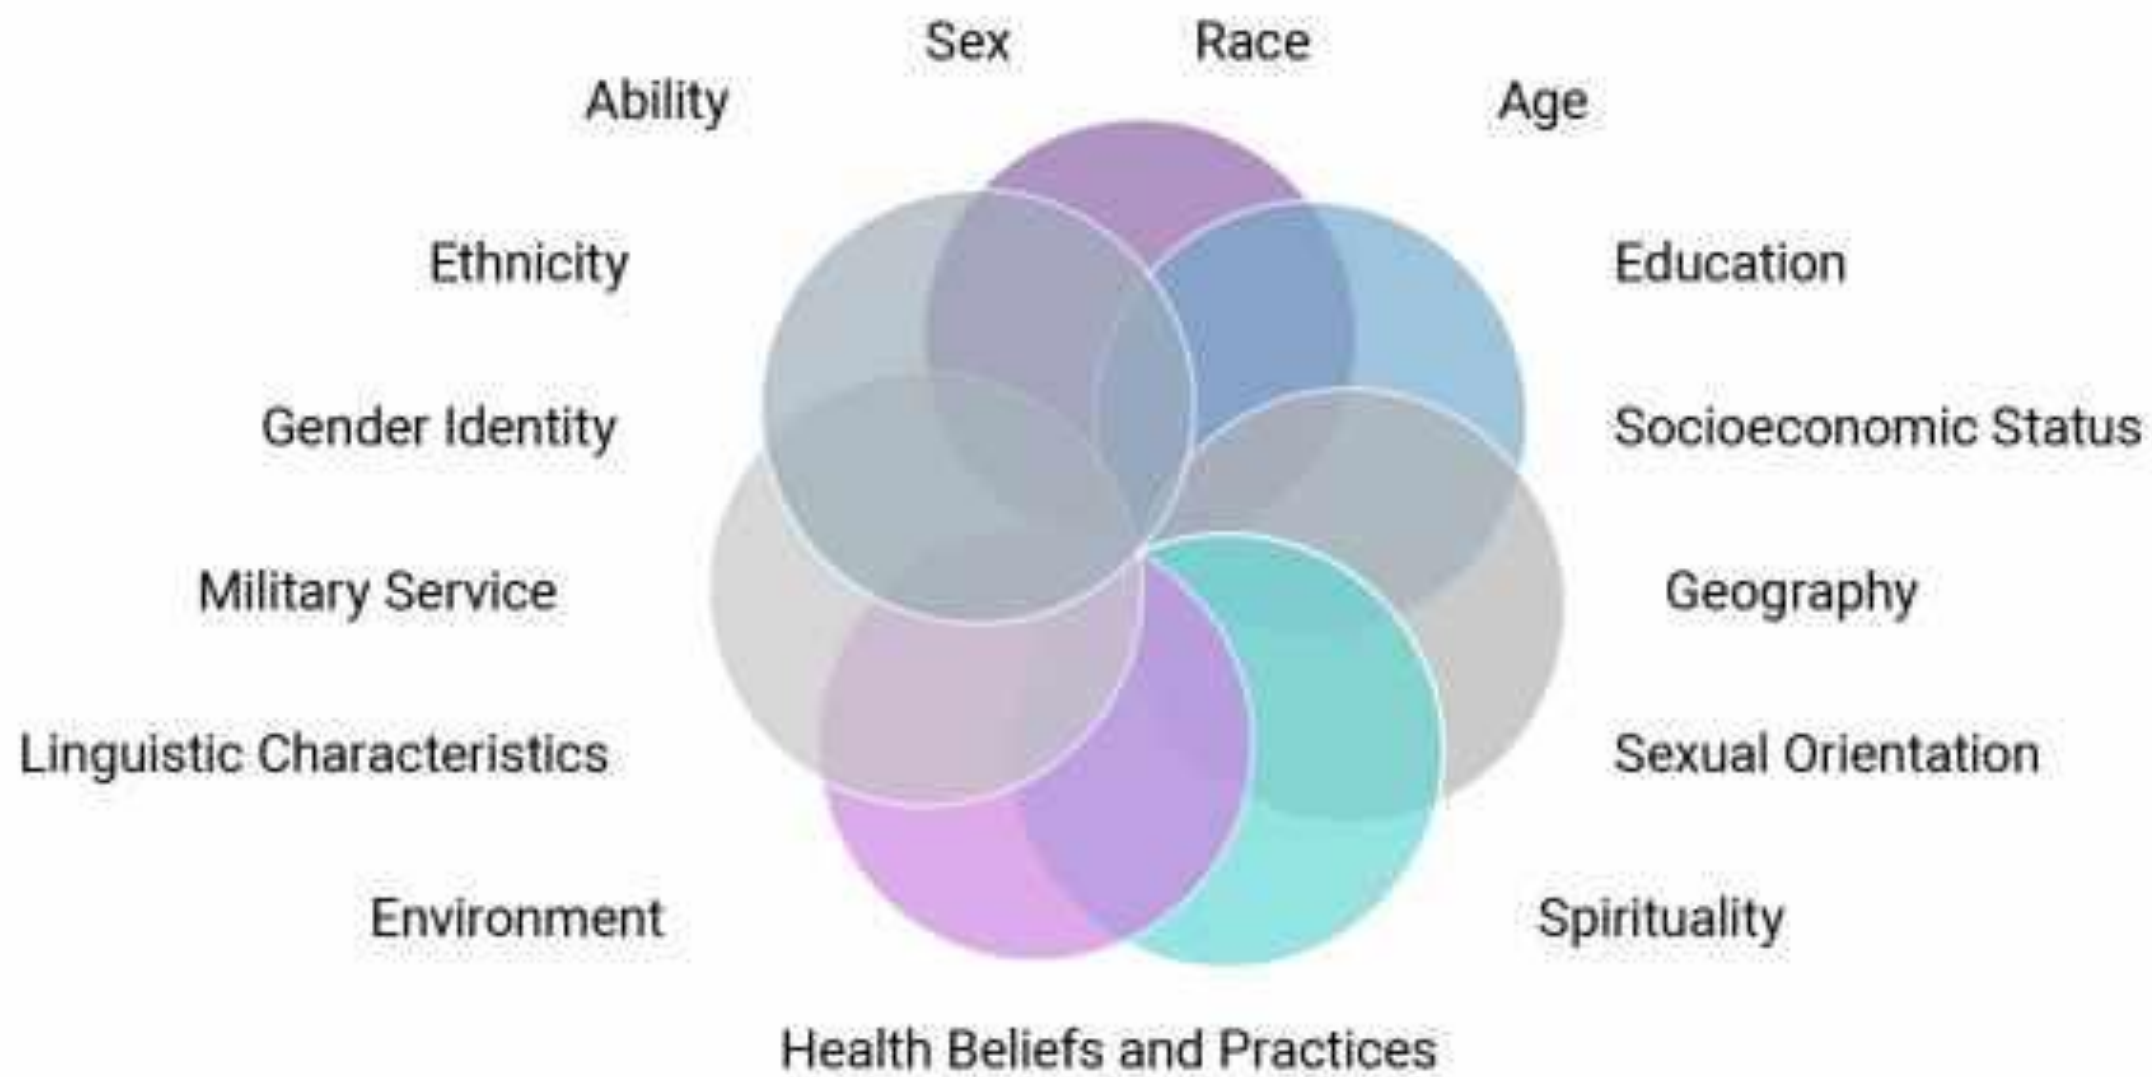 Sex
Race
Ability
Age
Ethnicity
Education
Gender Identity
Socioeconomic Status
Military Service
Geography
Linguistic Characteristics
Sexual Orientation
Environment
Spirituality
Health Beliefs and Practices